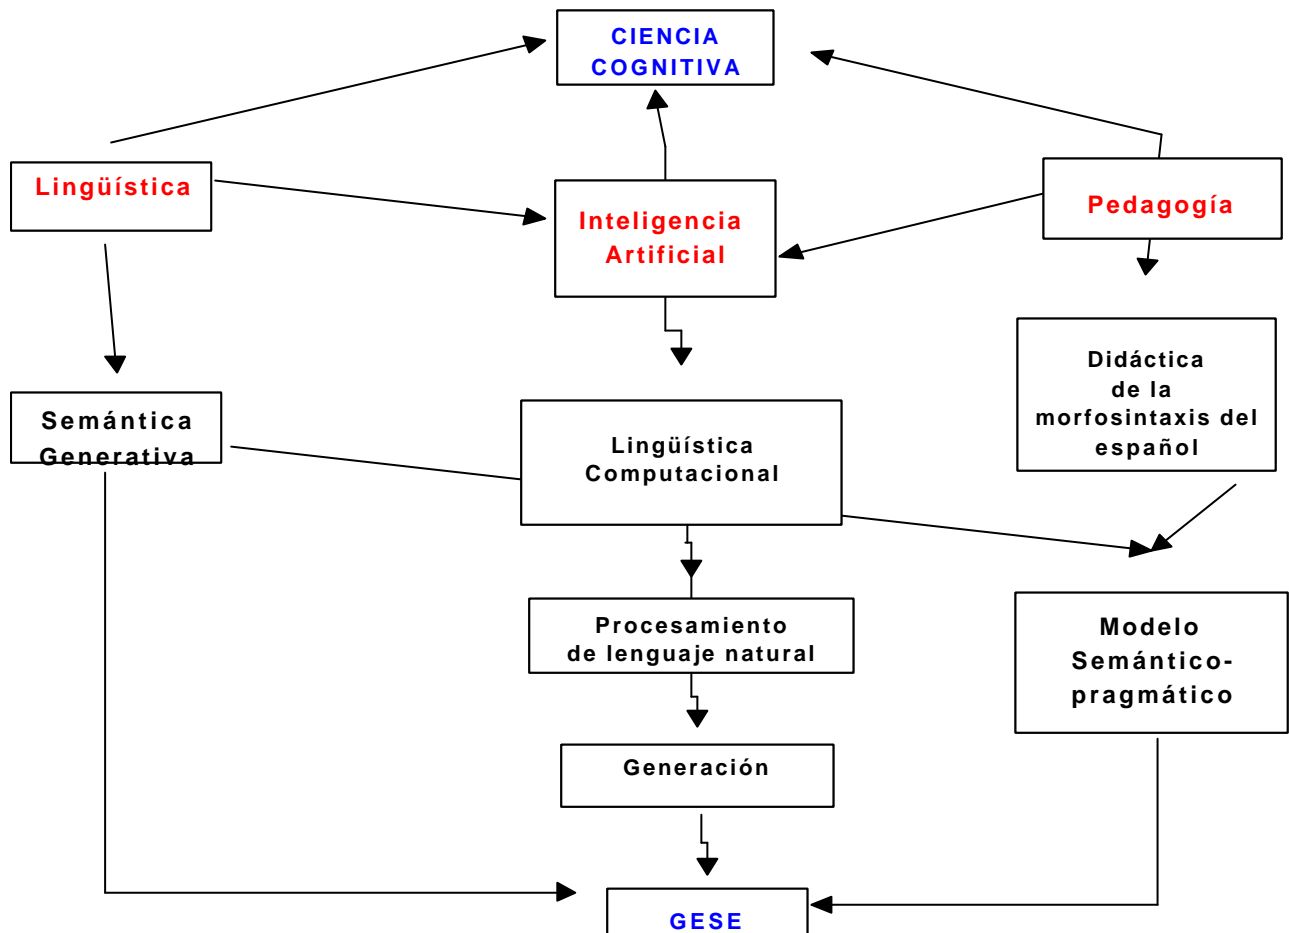 CIENCIA
COGNITIVA
Lingüística
Inteligencia
Artificial
Pedagogía
Semántica
Generativa
Lingüística
Computacional
Didáctica
de la
morfosintaxis del
español
Procesamiento
de lenguaje natural
Modelo
Semántico-
pragmático
Generación
GESE